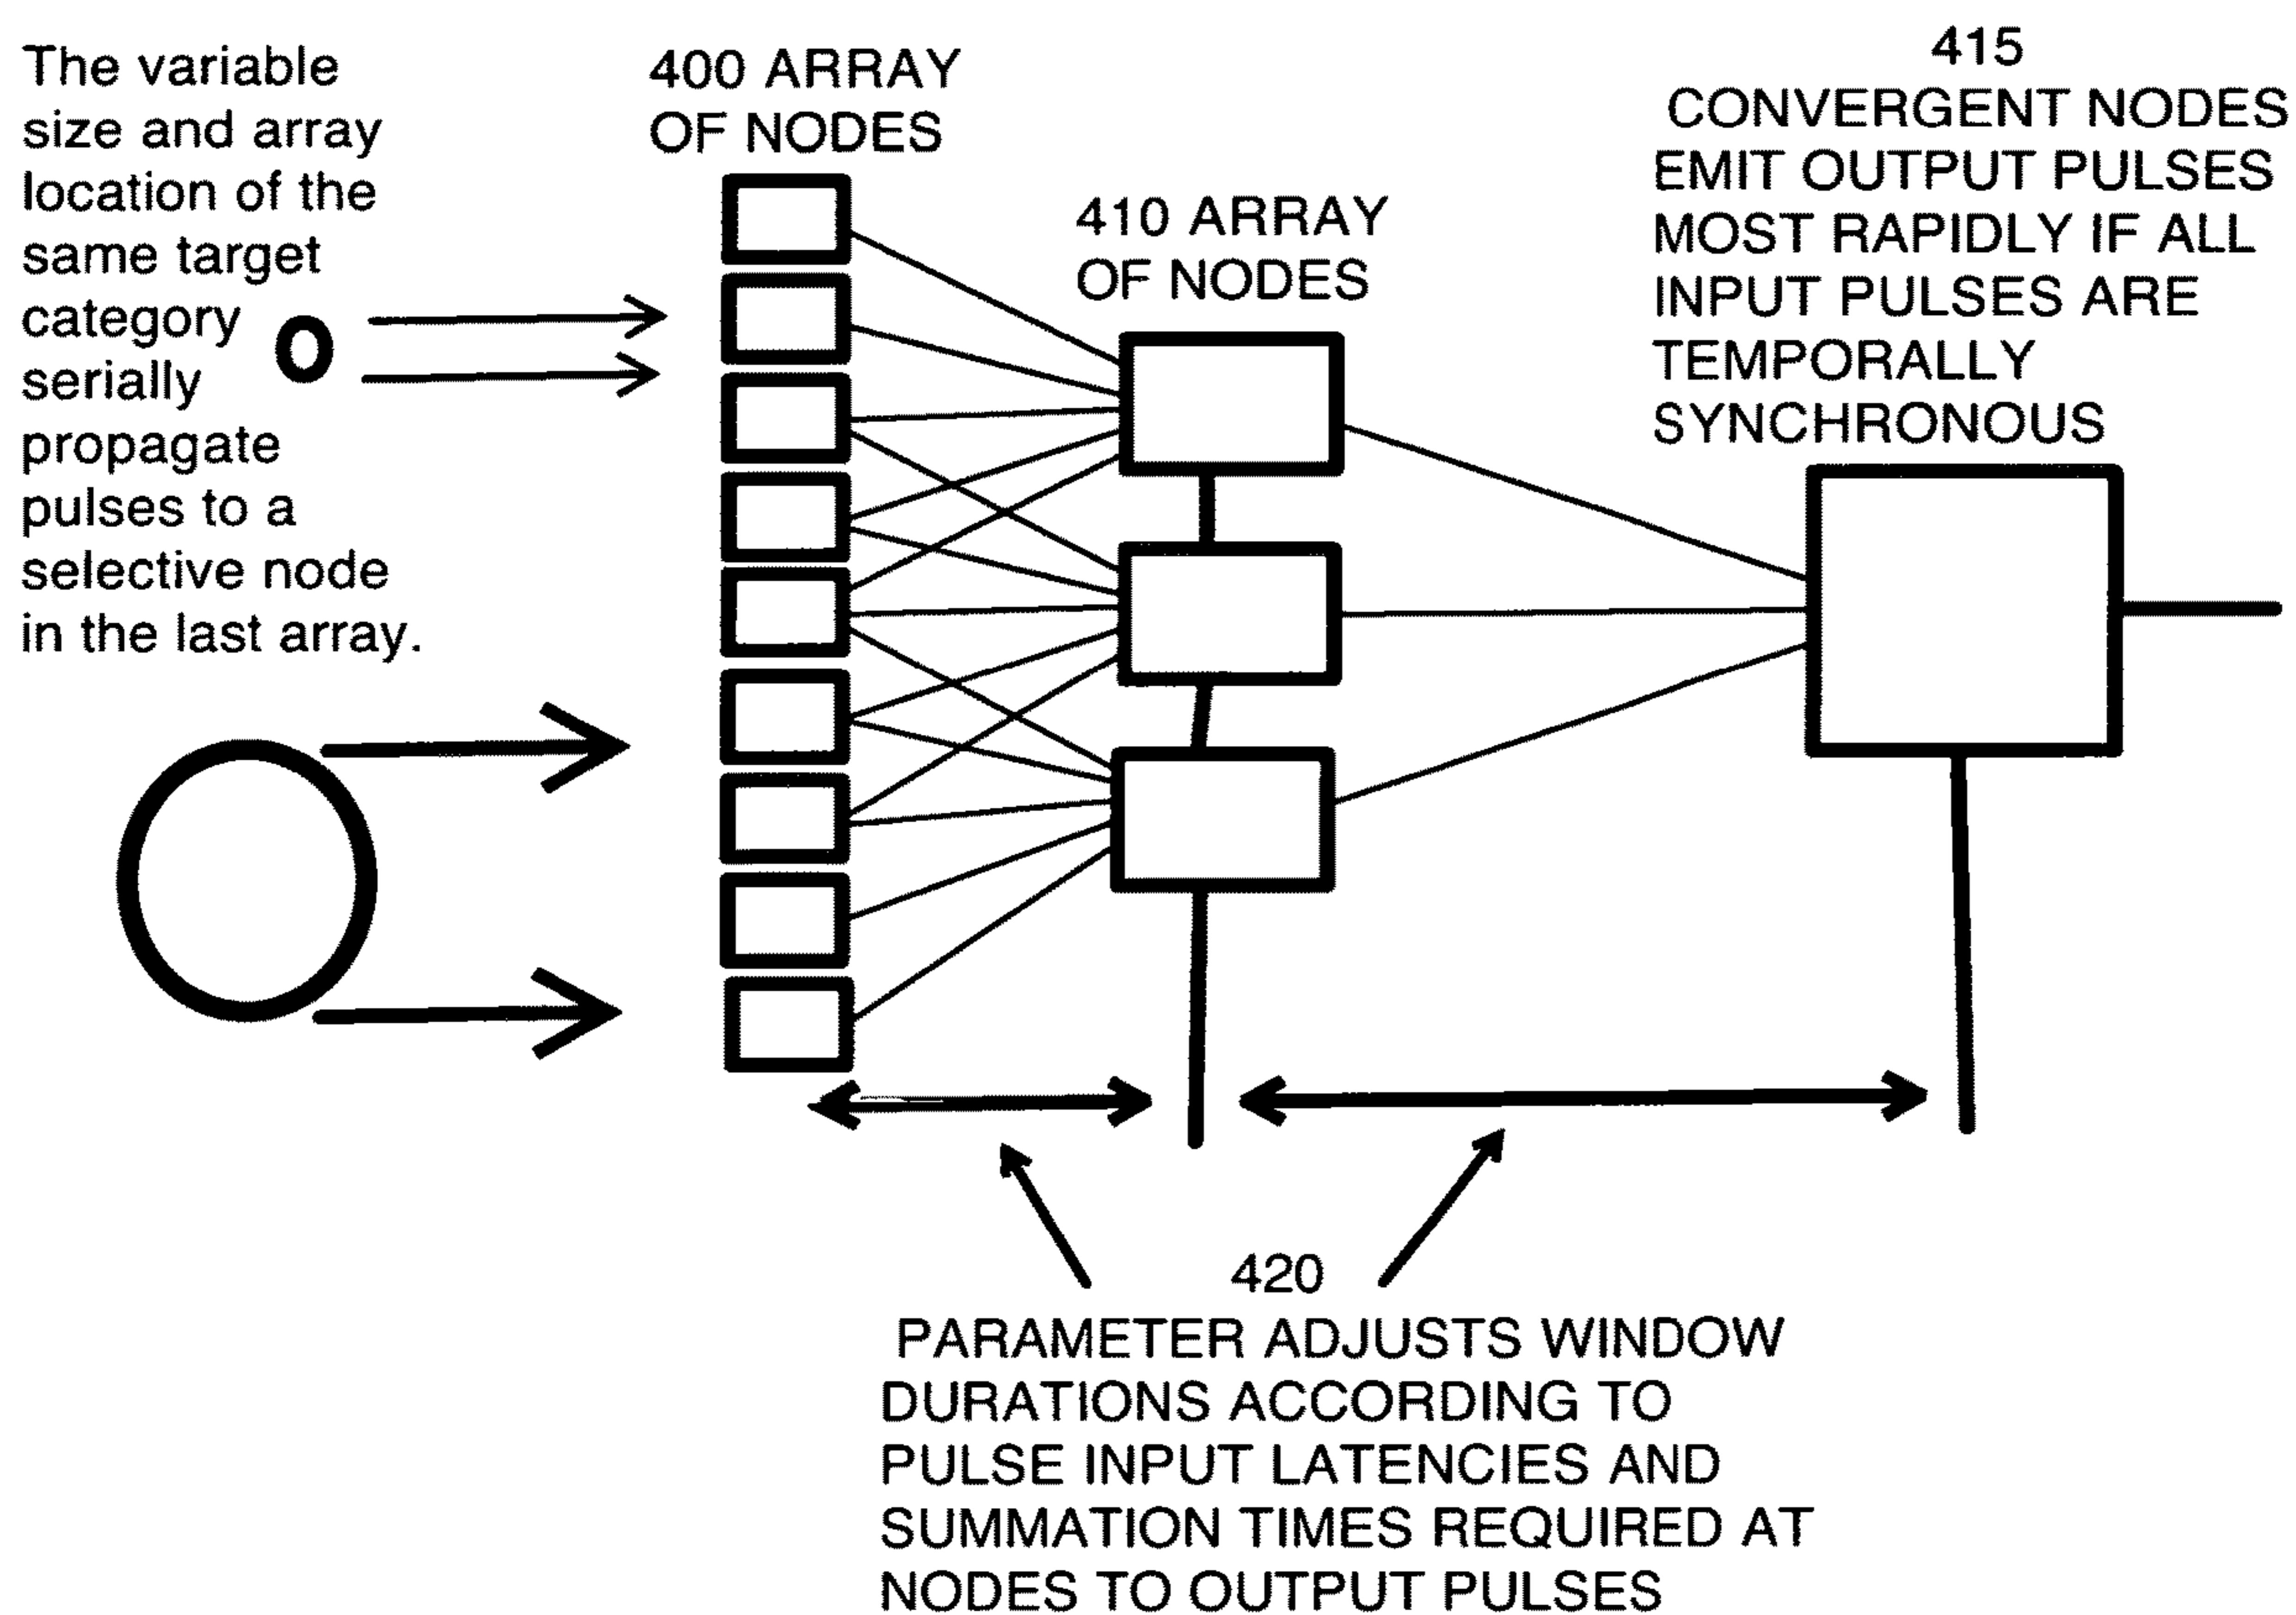 The variable
size and array
location of the
same target
category
serially
propagate
pulses to a
selective node
in the last array.
400 ARRAY
OF NODES
410 ARRAY
OF NODES
415
CONVERGENT NODES
EMIT OUTPUT PULSES
MOST RAPIDLY IF ALL
INPUT PULSES ARE
TEMPORALLY
SYNCHRONOUS
420
PARAMETER ADJUSTS WINDOW
DURATIONS ACCORDING TO
PULSE INPUT LATENCIES AND
SUMMATION TIMES REQUIRED AT
NODES TO OUTPUT PULSES